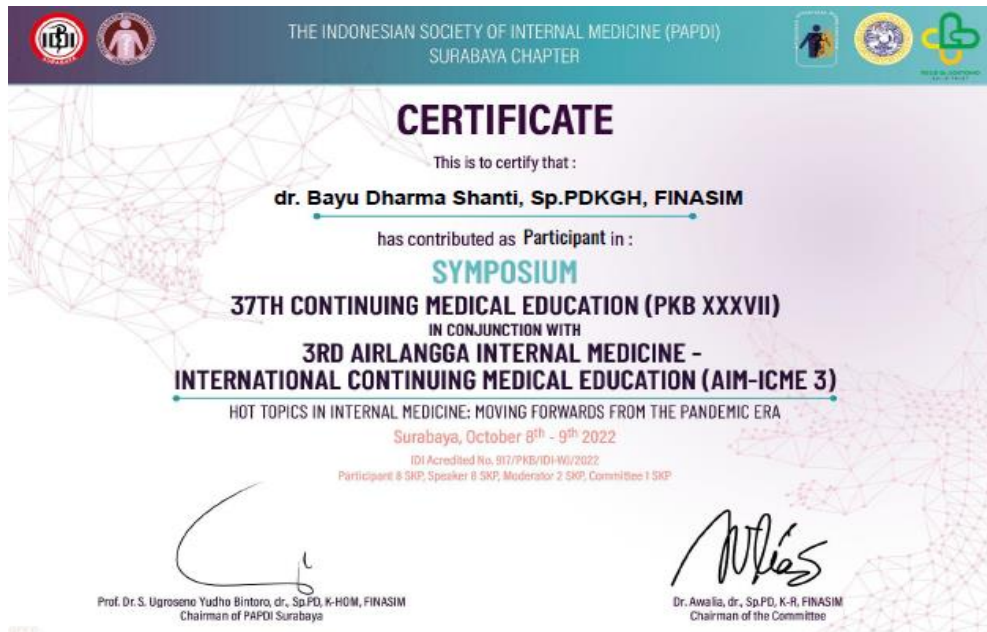 THE INDONESIAN SOCIETY OF INTERNAL MEDICINE (PAPDI)
SURABAYA CHAPTER
CERTIFICATE
This is to certify that :
dr. Bayu Dharma Shanti, Sp.PDKGH, FINASIM
has contributed as Participant in :
SYMPOSIUM
37TH CONTINUING MEDICAL EDUCATION (PKB XXXVII)
IN CONJUNCTION WITH
3RD AIRLANGGA INTERNAL MEDICINE -
INTERNATIONAL CONTINUING MEDICAL EDUCATION (AIM-ICME 3)
HOT TOPICS IN INTERNAL MEDICINE: MOVING FORWARDS FROM THE PANDEMIC ERA
Surabaya, October 8th - 9th 2022
IDI Acredited No. 917/PKB/IDI-WJ/2022
Participant 8 SKP, Speaker 8 SKP, Moderator 2 SKP, Committee 1 SKP
Prof. Dr. S. Ugroseno Yudho Bintoro, dr., Sp.PD, K-HOM, FINASIM
Chairman of PAPDI Surabaya
Dr. Awalia, dr., Sp.PD, K-R, FINASIM
Chairman of the Committee